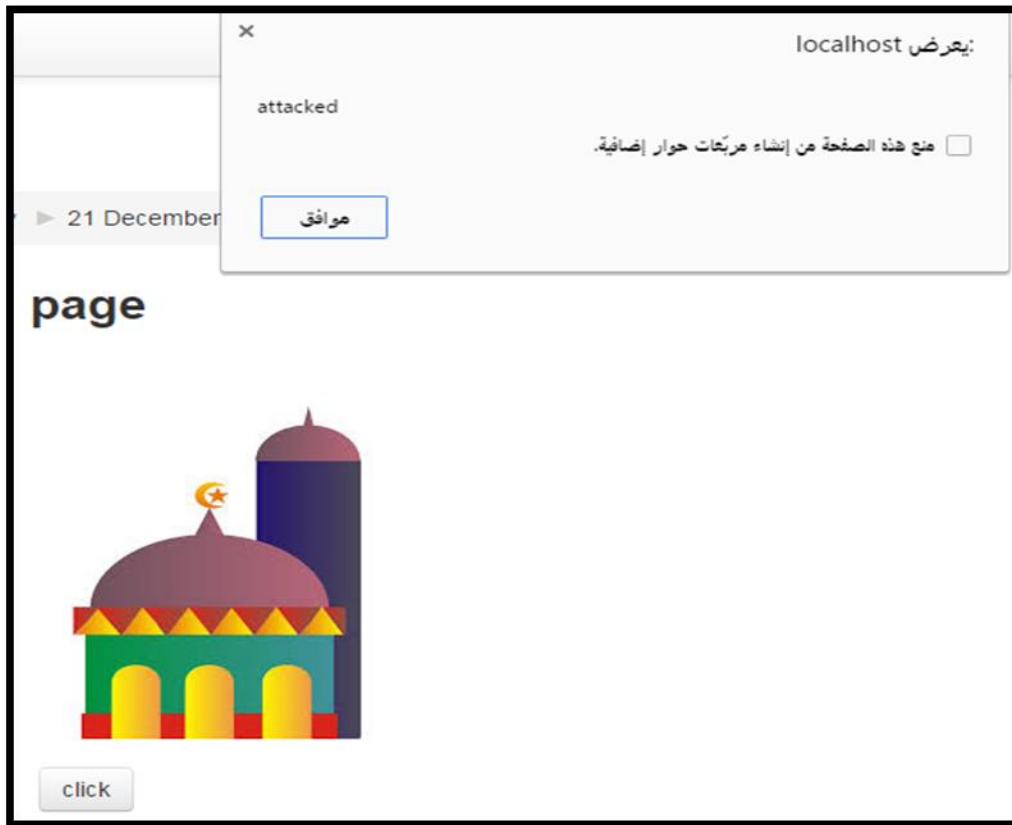 ×
localhost يعرض:
attacked
منع هذه الصفحة من إنشاء مربّعات حوار إضافية.
موافق
► 21 December
page
click